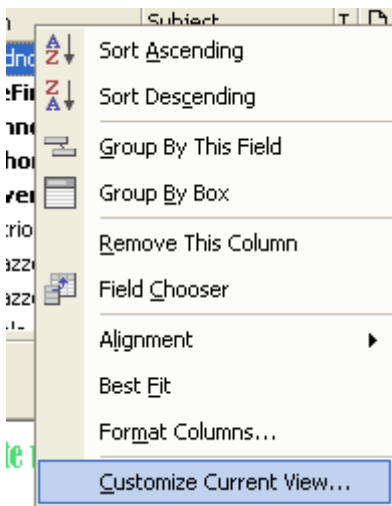 Subject
Sort Ascending
Sort Descending
Group By This Field
Group By Box
Remove This Column
Field Chooser
Alignment
Best Fit
Format Columns...
Customize Current View...